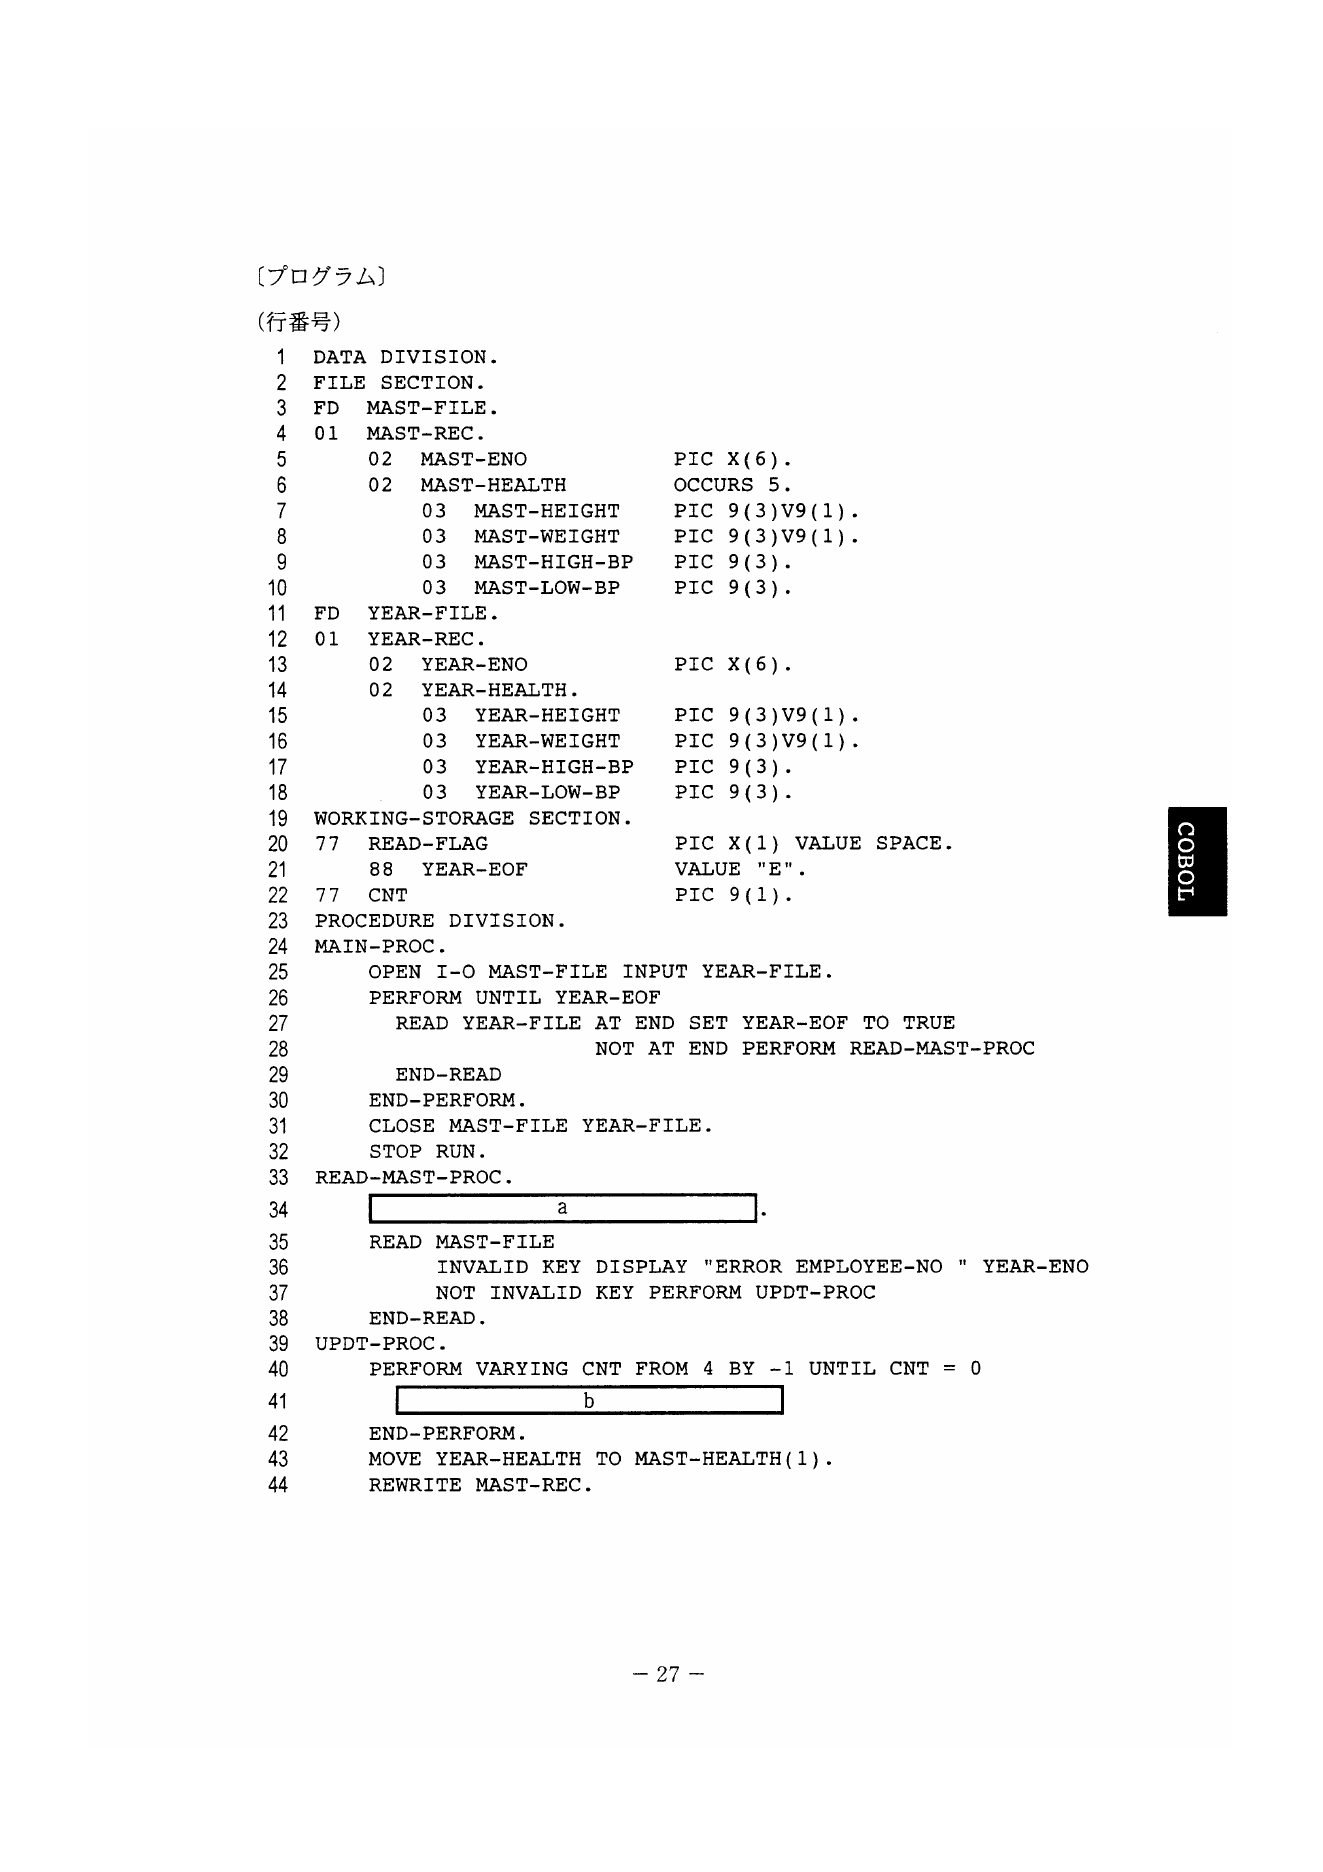 〔プログラム〕
(行番号)
1 DATA DIVISION.
2 FILE SECTION.
3 FD MAST-FILE.
4 01 MAST-REC.
5 02 MAST-ENO PIC X(6).
6 02 MAST-HEALTH OCCURS 5.
7 03 MAST-HEIGHT PIC 9(3)V9(1).
8 03 MAST-WEIGHT PIC 9(3)V9(1).
9 03 MAST-HIGH-BP PIC 9(3).
10 03 MAST-LOW-BP PIC 9(3).
11 FD YEAR-FILE.
12 01 YEAR-REC.
13 02 YEAR-ENO PIC X(6).
14 02 YEAR-HEALTH.
15 03 YEAR-HEIGHT PIC 9(3)V9(1).
16 03 YEAR-WEIGHT PIC 9(3)V9(1).
17 03 YEAR-HIGH-BP PIC 9(3).
18 03 YEAR-LOW-BP PIC 9(3).
19 WORKING-STORAGE SECTION.
20 77 READ-FLAG PIC X(1) VALUE SPACE.
21 88 YEAR-EOF VALUE "E".
22 77 CNT PIC 9(1).
23 PROCEDURE DIVISION.
24 MAIN-PROC.
25 OPEN I-O MAST-FILE INPUT YEAR-FILE.
26 PERFORM UNTIL YEAR-EOF
27 READ YEAR-FILE AT END SET YEAR-EOF TO TRUE
28 NOT AT END PERFORM READ-MAST-PROC
29 END-READ
30 END-PERFORM.
31 CLOSE MAST-FILE YEAR-FILE.
32 STOP RUN.
33 READ-MAST-PROC.
34 a .
35 READ MAST-FILE
36 INVALID KEY DISPLAY "ERROR EMPLOYEE-NO " YEAR-ENO
37 NOT INVALID KEY PERFORM UPDT-PROC
38 END-READ.
39 UPDT-PROC.
40 PERFORM VARYING CNT FROM 4 BY -1 UNTIL CNT = 0
41 b
42 END-PERFORM.
43 MOVE YEAR-HEALTH TO MAST-HEALTH(1).
44 REWRITE MAST-REC.
COBOL
— 27 —